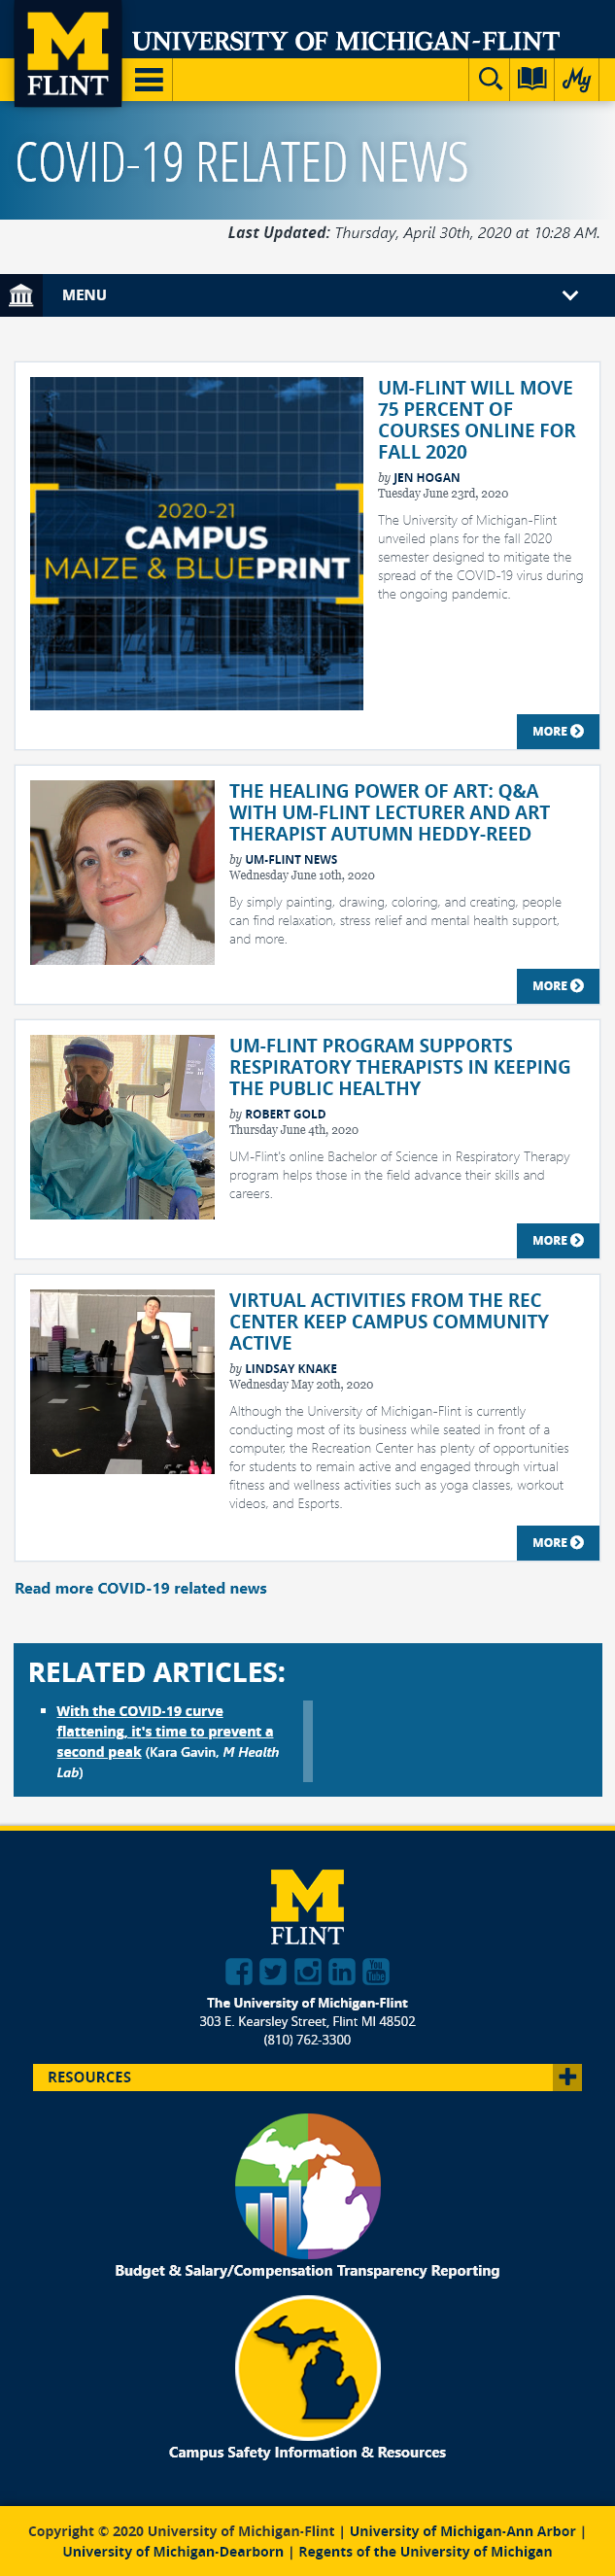 M
FLINT
UNIVERSITY OF MICHIGAN-FLINT
My
COVID-19 RELATED NEWS
Last Updated: Thursday, April 30th, 2020 at 10:28 AM.
MENU
2020-21
CAMPUS
MAIZE & BLUEPRINT
UM-FLINT WILL MOVE
75 PERCENT OF
COURSES ONLINE FOR
FALL 2020
by JEN HOGAN
Tuesday June 23rd, 2020
The University of Michigan-Flint
unveiled plans for the fall 2020
semester designed to mitigate the
spread of the COVID-19 virus during
the ongoing pandemic.
MORE
THE HEALING POWER OF ART: Q&A
WITH UM-FLINT LECTURER AND ART
THERAPIST AUTUMN HEDDY-REED
by UM-FLINT NEWS
Wednesday June 10th, 2020
By simply painting, drawing, coloring, and creating, people
can find relaxation, stress relief and mental health support,
and more.
MORE
UM-FLINT PROGRAM SUPPORTS
RESPIRATORY THERAPISTS IN KEEPING
THE PUBLIC HEALTHY
by ROBERT GOLD
Thursday June 4th, 2020
UM-Flint's online Bachelor of Science in Respiratory Therapy
program helps those in the field advance their skills and
careers.
MORE
VIRTUAL ACTIVITIES FROM THE REC
CENTER KEEP CAMPUS COMMUNITY
ACTIVE
by LINDSAY KNAKE
Wednesday May 20th, 2020
Although the University of Michigan-Flint is currently
conducting most of its business while seated in front of a
computer, the Recreation Center has plenty of opportunities
for students to remain active and engaged through virtual
fitness and wellness activities such as yoga classes, workout
videos, and Esports.
MORE
Read more COVID-19 related news
RELATED ARTICLES:
With the COVID-19 curve
flattening, it's time to prevent a
second peak (Kara Gavin, M Health
Lab)
M
FLINT
You
Tube
The University of Michigan-Flint
303 E. Kearsley Street, Flint MI 48502
(810) 762-3300
RESOURCES
Budget & Salary/Compensation Transparency Reporting
Campus Safety Information & Resources
Copyright © 2020 University of Michigan-Flint | University of Michigan-Ann Arbor |
University of Michigan-Dearborn | Regents of the University of Michigan